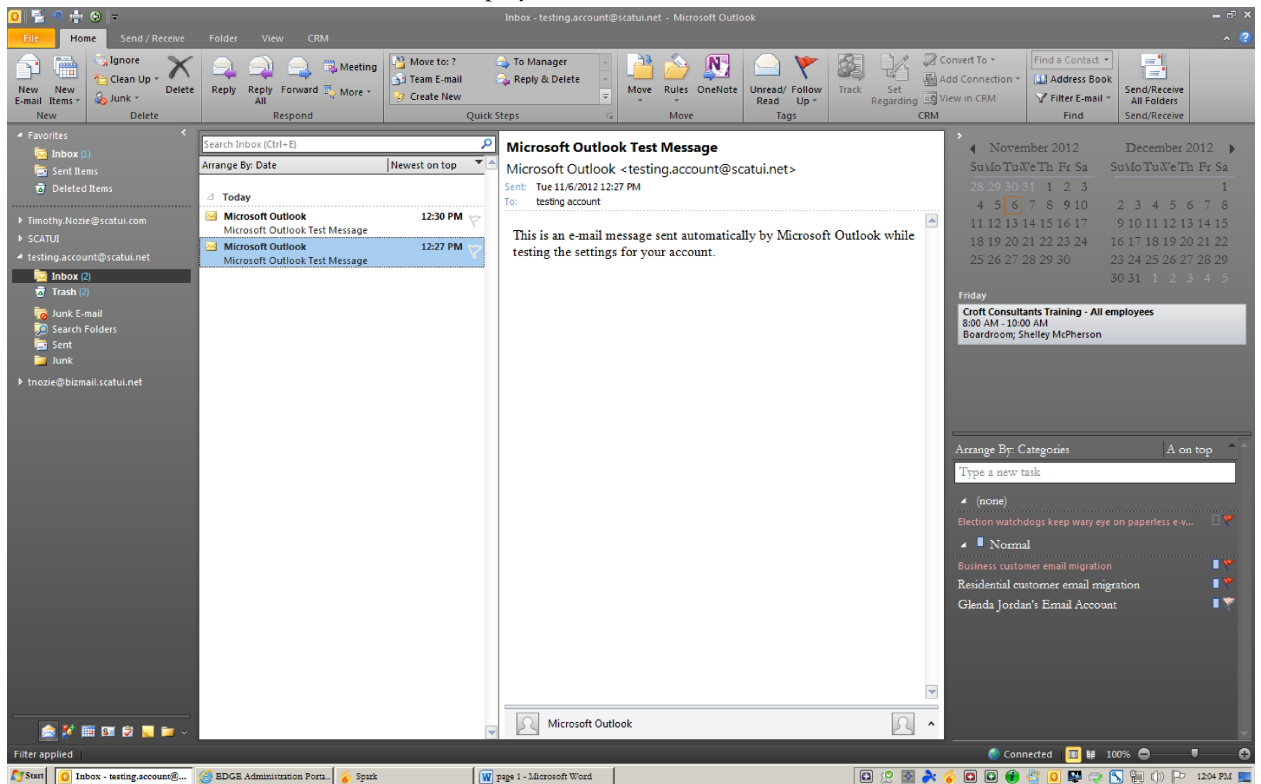 Inbox - testing.account@scatui.net - Microsoft Outlook
File Home Send / Receive Folder View CRM
New E-mail
New Items
Ignore
Clean Up
Junk
Delete
Reply
Reply All
Forward
Meeting
More
Move to: ?
Team E-mail
Create New
To Manager
Reply & Delete
Move
Rules
OneNote
Unread/ Read
Follow Up
Track
Set Regarding
Convert To
Add Connection
View in CRM
Find a Contact
Address Book
Filter E-mail
Send/Receive All Folders
New Delete Respond Quick Steps Move Tags CRM Find Send/Receive
Favorites
Inbox (1)
Sent Items
Deleted Items
Timothy.Nozie@scatui.com
SCATUI
testing.account@scatui.net
Inbox (2)
Trash (2)
Junk E-mail
Search Folders
Sent
Junk
tnozie@bizmail.scatui.net
Search Inbox (Ctrl+E)
Arrange By: Date Newest on top
Today
Microsoft Outlook 12:30 PM
Microsoft Outlook Test Message
Microsoft Outlook 12:27 PM
Microsoft Outlook Test Message
Microsoft Outlook Test Message
Microsoft Outlook <testing.account@scatui.net>
Sent: Tue 11/6/2012 12:27 PM
To: testing account
This is an e-mail message sent automatically by Microsoft Outlook while
testing the settings for your account.
Microsoft Outlook
November 2012
Su Mo Tu We Th Fr Sa
28 29 30 31 1 2 3
4 5 6 7 8 9 10
11 12 13 14 15 16 17
18 19 20 21 22 23 24
25 26 27 28 29 30
December 2012
Su Mo Tu We Th Fr Sa
1
2 3 4 5 6 7 8
9 10 11 12 13 14 15
16 17 18 19 20 21 22
23 24 25 26 27 28 29
30 31 1 2 3 4 5
Friday
Croft Consultants Training - All employees
8:00 AM - 10:00 AM
Boardroom; Shelley McPherson
Arrange By: Categories A on top
Type a new task
(none)
Election watchdogs keep wary eye on paperless e-v...
Normal
Business customer email migration
Residential customer email migration
Glenda Jordan's Email Account
Filter applied
Connected 100%
Start Inbox - testing.account@... EDGE Administration Porta... Spark page 1 - Microsoft Word 12:04 PM